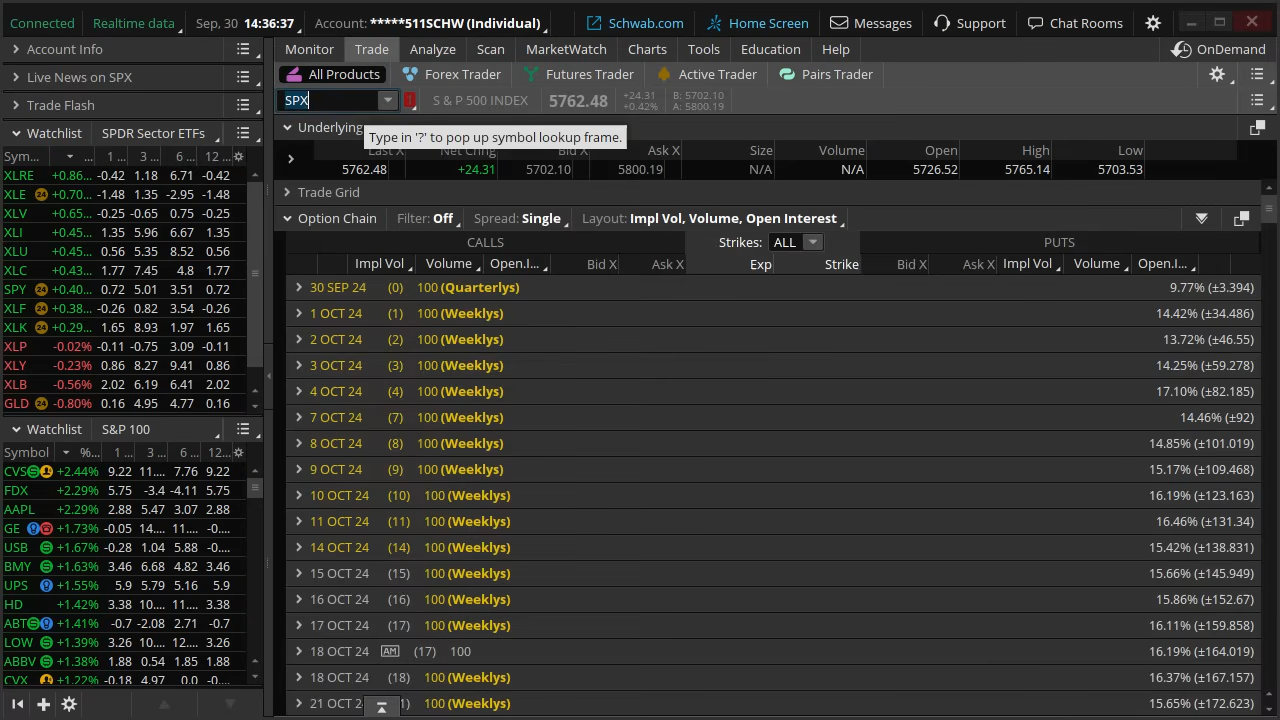 Connected Realtime data Sep, 30 14:36:37 Account: *****511SCHW (Individual) Schwab.com Home Screen Messages Support Chat Rooms
Account Info
Live News on SPX
Trade Flash
Watchlist SPDR Sector ETFs
Sym... ... 1 ... 3 ... 6 ... 12 ...
XLRE +0.86... -0.42 1.18 6.71 -0.42
XLE 24 +0.70... -1.48 1.35 -2.95 -1.48
XLV +0.65... -0.25 -0.65 0.75 -0.25
XLI +0.45... 1.35 5.96 6.67 1.35
XLU +0.45... 0.56 5.35 8.52 0.56
XLC +0.43... 1.77 7.45 4.8 1.77
SPY 24 +0.40... 0.72 5.01 3.51 0.72
XLF 24 +0.38... -0.26 0.82 3.54 -0.26
XLK 24 +0.29... 1.65 8.93 1.97 1.65
XLP -0.02% -0.11 -0.75 3.09 -0.11
XLY -0.23% 0.86 8.27 9.41 0.86
XLB -0.56% 2.02 6.19 6.41 2.02
GLD 24 -0.80% 0.16 4.95 4.77 0.16
Watchlist S&P 100
Symbol %... 1 ... 3 ... 6 ... 12...
CVS +2.44% 9.22 11.... 7.76 9.22
FDX +2.29% 5.75 -3.4 -4.11 5.75
AAPL +2.29% 2.88 5.47 3.07 2.88
GE +1.73% -0.05 14.... 11.... -0....
USB +1.67% -0.28 1.04 5.88 -0....
BMY +1.63% 3.46 6.68 4.82 3.46
UPS +1.55% 5.9 5.79 5.16 5.9
HD +1.42% 3.38 10.... 11.... 3.38
ABT +1.41% -0.7 -2.08 2.71 -0.7
LOW +1.39% 3.26 10.... 12.... 3.26
ABBV +1.38% 1.88 0.54 1.85 1.88
CVX +1.22% -0.18 4.97 0.0 -0....
Monitor Trade Analyze Scan MarketWatch Charts Tools Education Help OnDemand
All Products Forex Trader Futures Trader Active Trader Pairs Trader
SPX 1 S & P 500 INDEX 5762.48 +24.31 +0.42% B: 5702.10 A: 5800.19
Underlying
Type in '?' to pop up symbol lookup frame.
Last X Net Chng Bid X Ask X Size Volume Open High Low
5762.48 +24.31 5702.10 5800.19 N/A N/A 5726.52 5765.14 5703.53
Trade Grid
Option Chain Filter: Off Spread: Single Layout: Impl Vol, Volume, Open Interest
CALLS Strikes: ALL PUTS
Impl Vol Volume Open.I... Bid X Ask X Exp Strike Bid X Ask X Impl Vol Volume Open.I...
30 SEP 24 (0) 100 (Quarterlys) 9.77% (±3.394)
1 OCT 24 (1) 100 (Weeklys) 14.42% (±34.486)
2 OCT 24 (2) 100 (Weeklys) 13.72% (±46.55)
3 OCT 24 (3) 100 (Weeklys) 14.25% (±59.278)
4 OCT 24 (4) 100 (Weeklys) 17.10% (±82.185)
7 OCT 24 (7) 100 (Weeklys) 14.46% (±92)
8 OCT 24 (8) 100 (Weeklys) 14.85% (±101.019)
9 OCT 24 (9) 100 (Weeklys) 15.17% (±109.468)
10 OCT 24 (10) 100 (Weeklys) 16.19% (±123.163)
11 OCT 24 (11) 100 (Weeklys) 16.46% (±131.34)
14 OCT 24 (14) 100 (Weeklys) 15.42% (±138.831)
15 OCT 24 (15) 100 (Weeklys) 15.66% (±145.949)
16 OCT 24 (16) 100 (Weeklys) 15.86% (±152.67)
17 OCT 24 (17) 100 (Weeklys) 16.11% (±159.858)
18 OCT 24 AM (17) 100 16.19% (±164.019)
18 OCT 24 (18) 100 (Weeklys) 16.37% (±167.157)
21 OCT 2 1) 100 (Weeklys) 15.65% (±172.623)